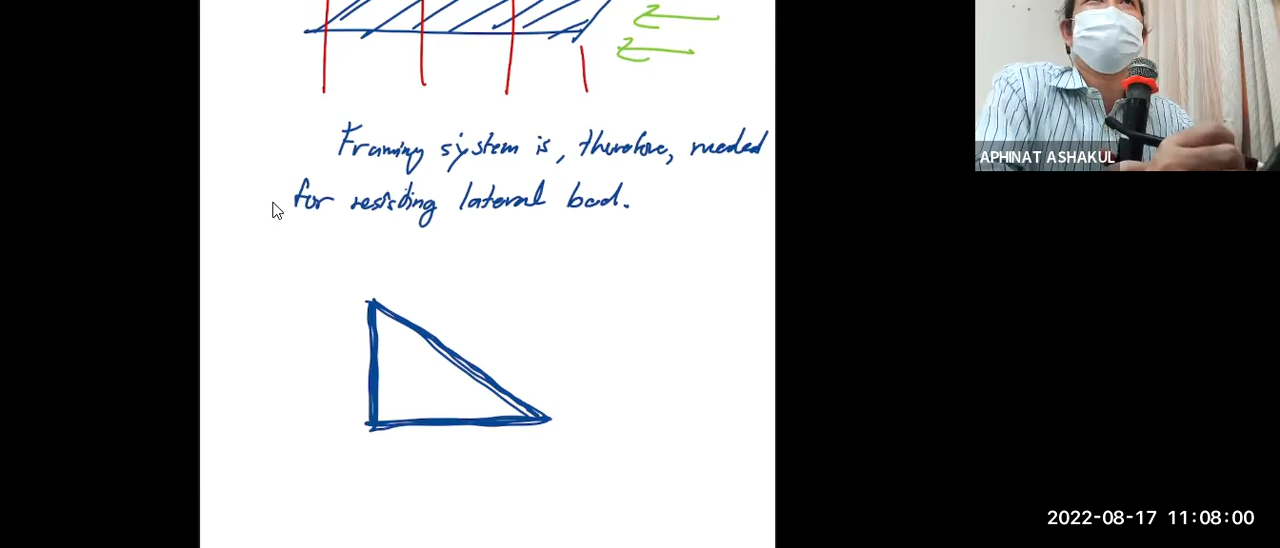 APHINAT ASHAKUL
Framing system is, therefore, needed
for resisting lateral load.
2022-08-17 11:08:00